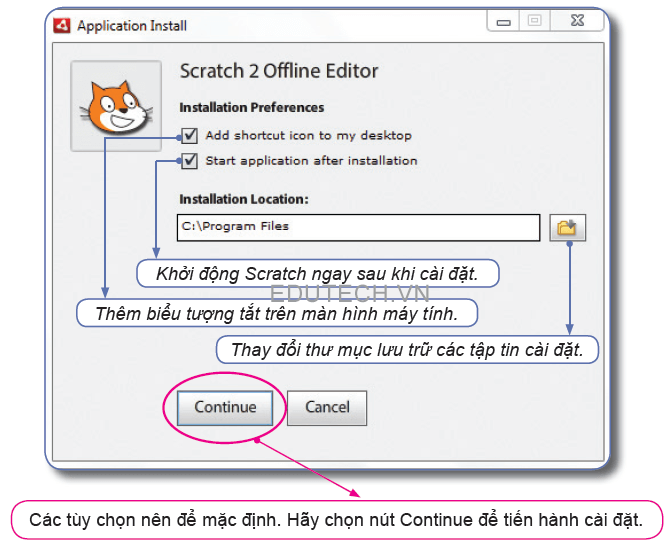 Application Install
Scratch 2 Offline Editor
Installation Preferences
Add shortcut icon to my desktop
Start application after installation
Installation Location:
C:\Program Files
Khởi động Scratch ngay sau khi cài đặt.
EDUTECH.VN
Thêm biểu tượng tắt trên màn hình máy tính.
Thay đổi thư mục lưu trữ các tập tin cài đặt.
Continue
Cancel
Các tùy chọn nên để mặc định. Hãy chọn nút Continue để tiến hành cài đặt.